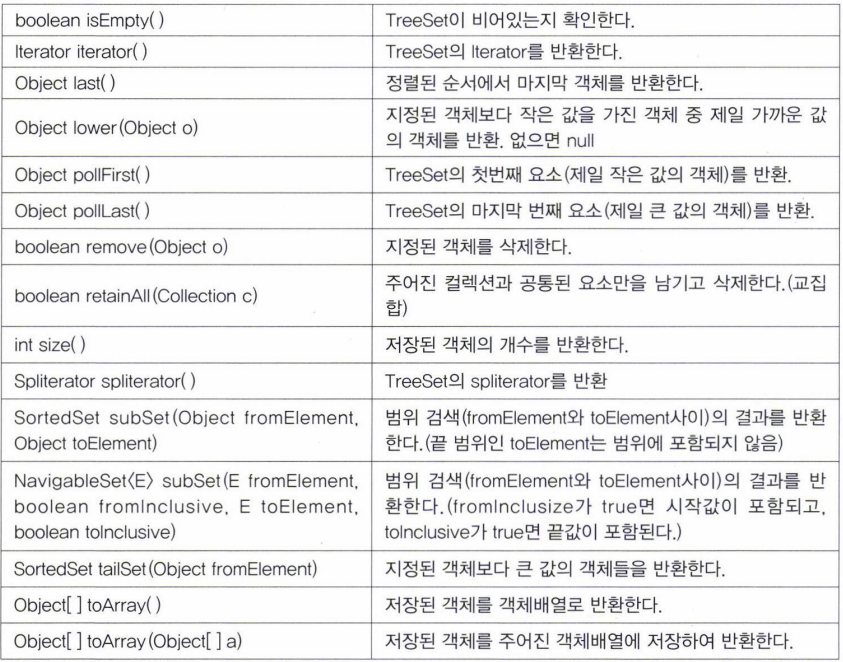 boolean isEmpty( )
TreeSet이 비어있는지 확인한다.
Iterator iterator( )
TreeSet의 Iterator를 반환한다.
Object last( )
정렬된 순서에서 마지막 객체를 반환한다.
Object lower(Object o)
지정된 객체보다 작은 값을 가진 객체 중 제일 가까운 값
의 객체를 반환. 없으면 null
Object pollFirst( )
TreeSet의 첫번째 요소(제일 작은 값의 객체)를 반환.
Object pollLast( )
TreeSet의 마지막 번째 요소(제일 큰 값의 객체)를 반환.
boolean remove(Object o)
지정된 객체를 삭제한다.
boolean retainAll(Collection c)
주어진 컬렉션과 공통된 요소만을 남기고 삭제한다.(교집
합)
int size( )
저장된 객체의 개수를 반환한다.
Spliterator spliterator( )
TreeSet의 spliterator를 반환
SortedSet subSet(Object fromElement,
Object toElement)
범위 검색(fromElement와 toElement사이)의 결과를 반환
한다.(끝 범위인 toElement는 범위에 포함되지 않음)
NavigableSet〈E〉 subSet(E fromElement,
boolean fromInclusive, E toElement,
boolean toInclusive)
범위 검색(fromElement와 toElement사이)의 결과를 반
환한다.(fromInclusize가 true면 시작값이 포함되고,
toInclusive가 true면 끝값이 포함된다.)
SortedSet tailSet(Object fromElement)
지정된 객체보다 큰 값의 객체들을 반환한다.
Object[ ] toArray( )
저장된 객체를 객체배열로 반환한다.
Object[ ] toArray(Object[ ] a)
저장된 객체를 주어진 객체배열에 저장하여 반환한다.